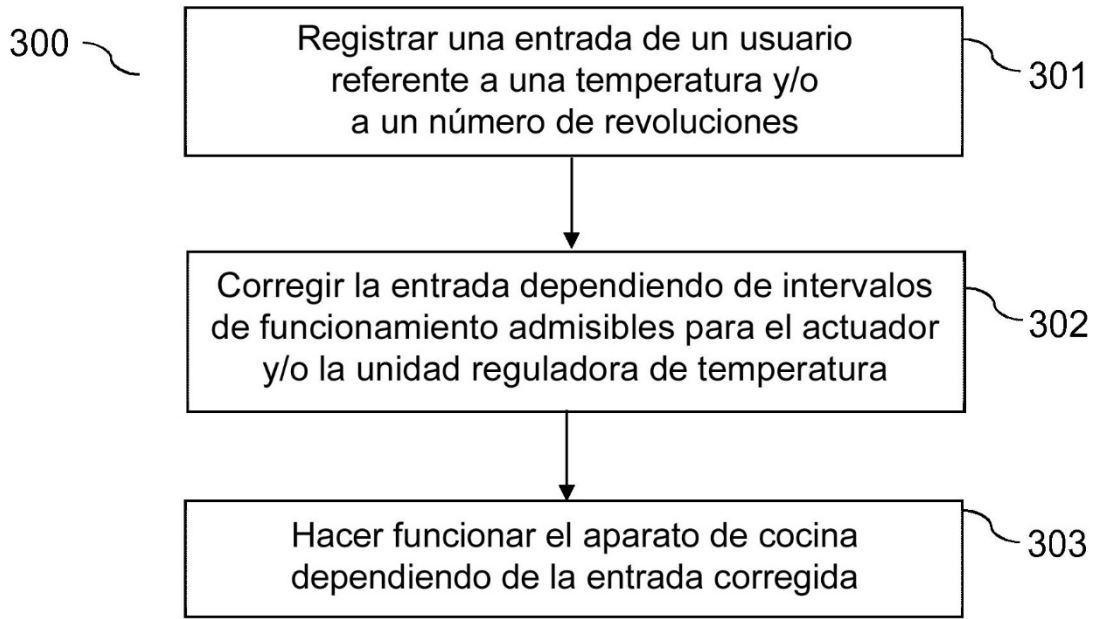 300
Registrar una entrada de un usuario
referente a una temperatura y/o
a un número de revoluciones
301
Corregir la entrada dependiendo de intervalos
de funcionamiento admisibles para el actuador
y/o la unidad reguladora de temperatura
302
Hacer funcionar el aparato de cocina
dependiendo de la entrada corregida
303